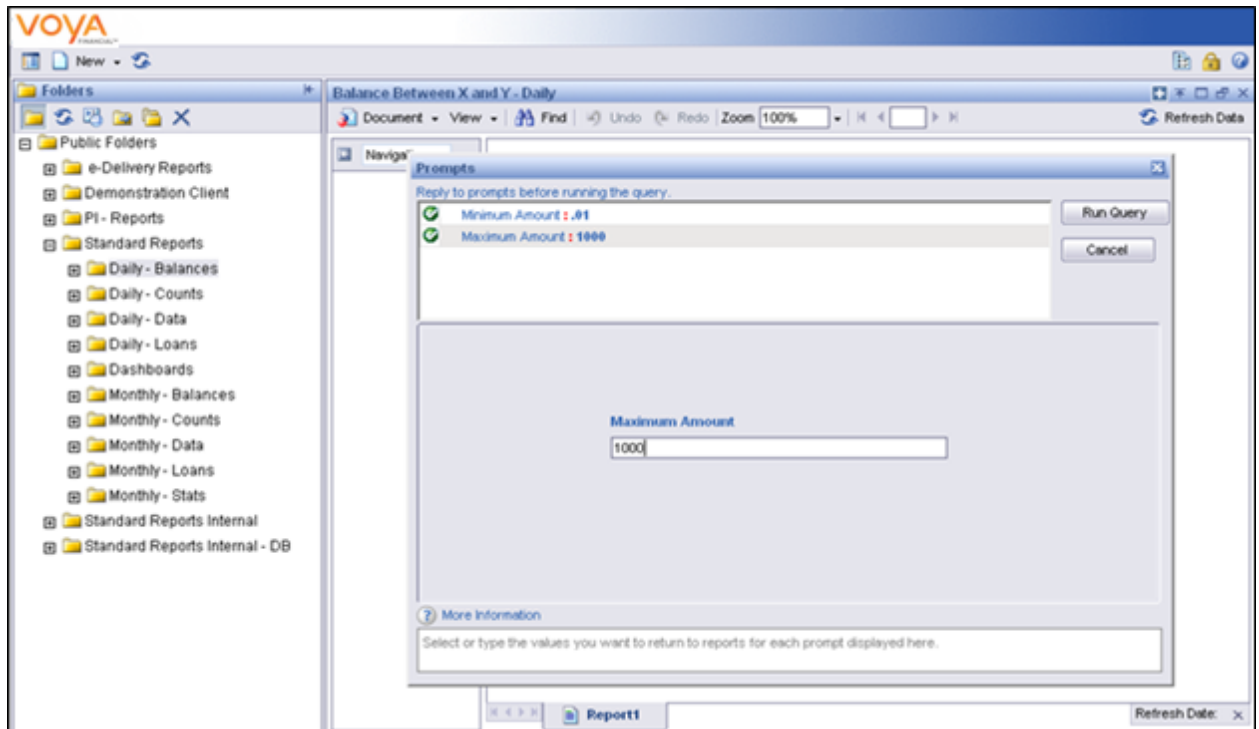 VOYA
FINANCIAL
New
Folders
Public Folders
e-Delivery Reports
Demonstration Client
PI - Reports
Standard Reports
Daily - Balances
Daily - Counts
Daily - Data
Daily - Loans
Dashboards
Monthly - Balances
Monthly - Counts
Monthly - Data
Monthly - Loans
Monthly - Stats
Standard Reports Internal
Standard Reports Internal - DB
Balance Between X and Y - Daily
Document View Find Undo Redo Zoom 100% Refresh Data
Prompts
Reply to prompts before running the query.
Minimum Amount : .01
Maximum Amount : 1000
Run Query
Cancel
Maximum Amount
1000
More Information
Select or type the values you want to return to reports for each prompt displayed here.
Report1
Refresh Date: